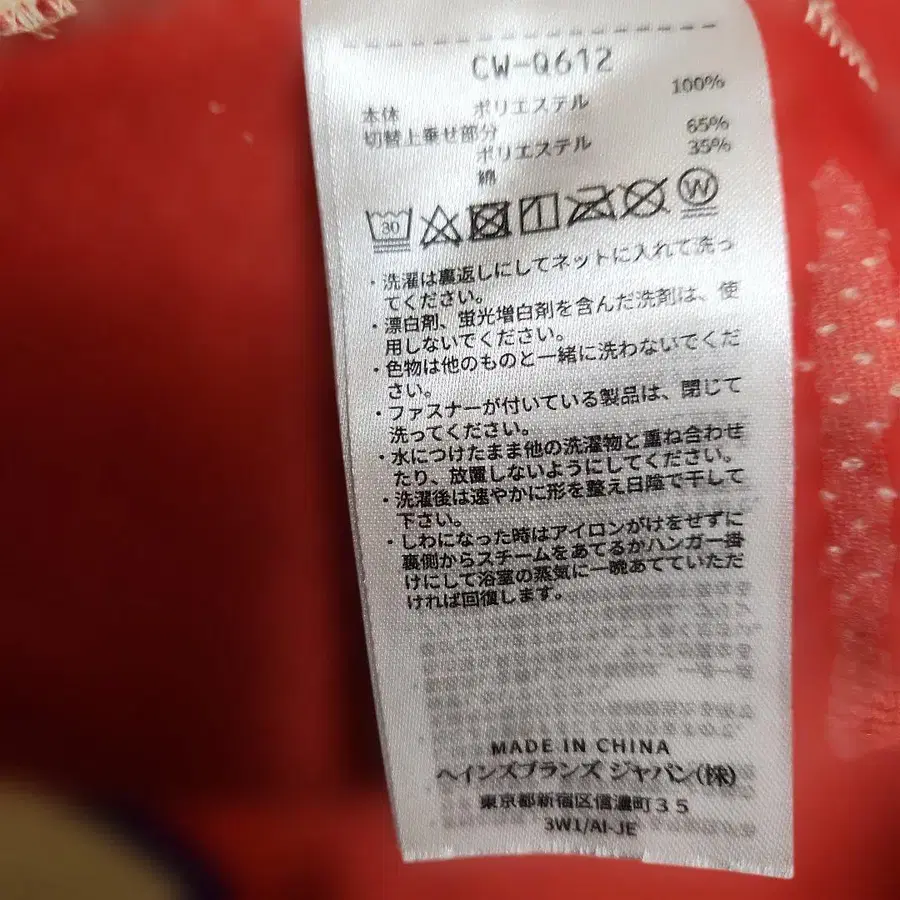 CW-Q612
本体 ポリエステル 100%
切替上乗せ部分
ポリエステル 65%
綿 35%
30 W
・洗濯は裏返しにしてネットに入れて洗っ
てください。
・漂白剤、蛍光増白剤を含んだ洗剤は、使
用しないでください。
・色物は他のものと一緒に洗わないでくだ
さい。
・ファスナーが付いている製品は、閉じて
洗ってください。
・水につけたまま他の洗濯物と重ね合わせ
たり、放置しないようにしてください。
・洗濯後は速やかに形を整え日陰で干して
下さい。
・しわになった時はアイロンがけをせずに
裏側からスチームをあてるかハンガー掛
けにして浴室の蒸気に一晩あてていただ
ければ回復します。
MADE IN CHINA
ヘインズブランズ ジャパン(株)
東京都新宿区信濃町35
3W1/AI-JE